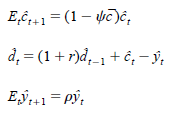 E_t ĉ_{t+1} = (1 − ψc̄)ĉ_t
d̂_t = (1 + r)d̂_{t−1} + ĉ_t − ŷ_t
E_t ŷ_{t+1} = ρŷ_t